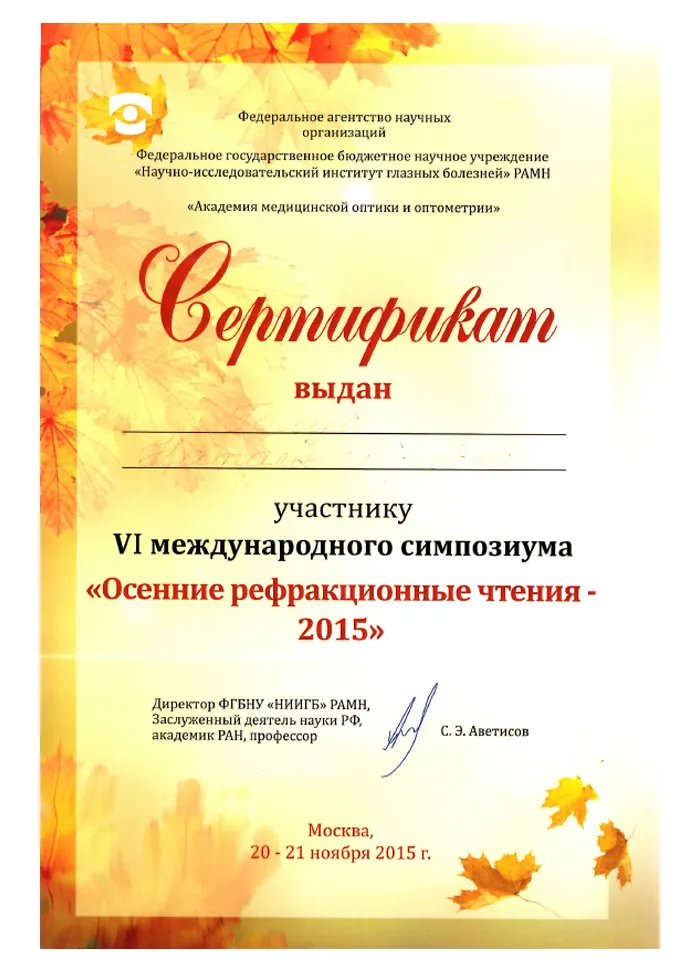 Федеральное агентство научных
организаций
Федеральное государственное бюджетное научное учреждение
«Научно-исследовательский институт глазных болезней» РАМН
«Академия медицинской оптики и оптометрии»
Сертификат
выдан
участнику
VI международного симпозиума
«Осенние рефракционные чтения -
2015»
Директор ФГБНУ «НИИГБ» РАМН,
Заслуженный деятель науки РФ,
академик РАН, профессор
С. Э. Аветисов
Москва,
20 - 21 ноября 2015 г.